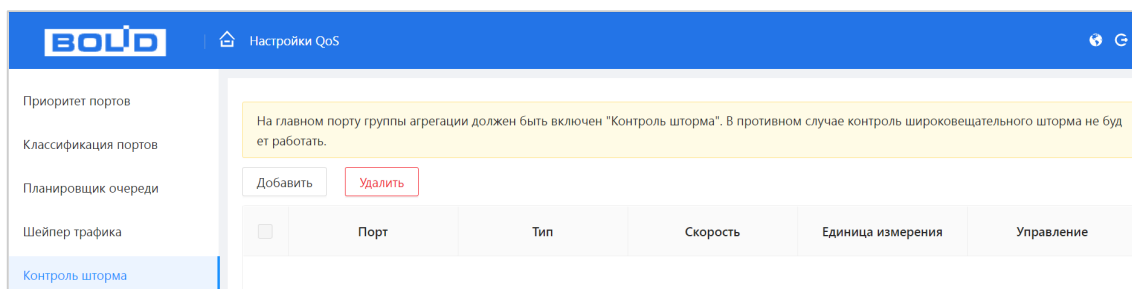 BOLID
Настройки QoS
Приоритет портов
Классификация портов
Планировщик очереди
Шейпер трафика
Контроль шторма
На главном порту группы агрегации должен быть включен "Контроль шторма". В противном случае контроль широковещательного шторма не буд
ет работать.
Добавить Удалить
Порт Тип Скорость Единица измерения Управление